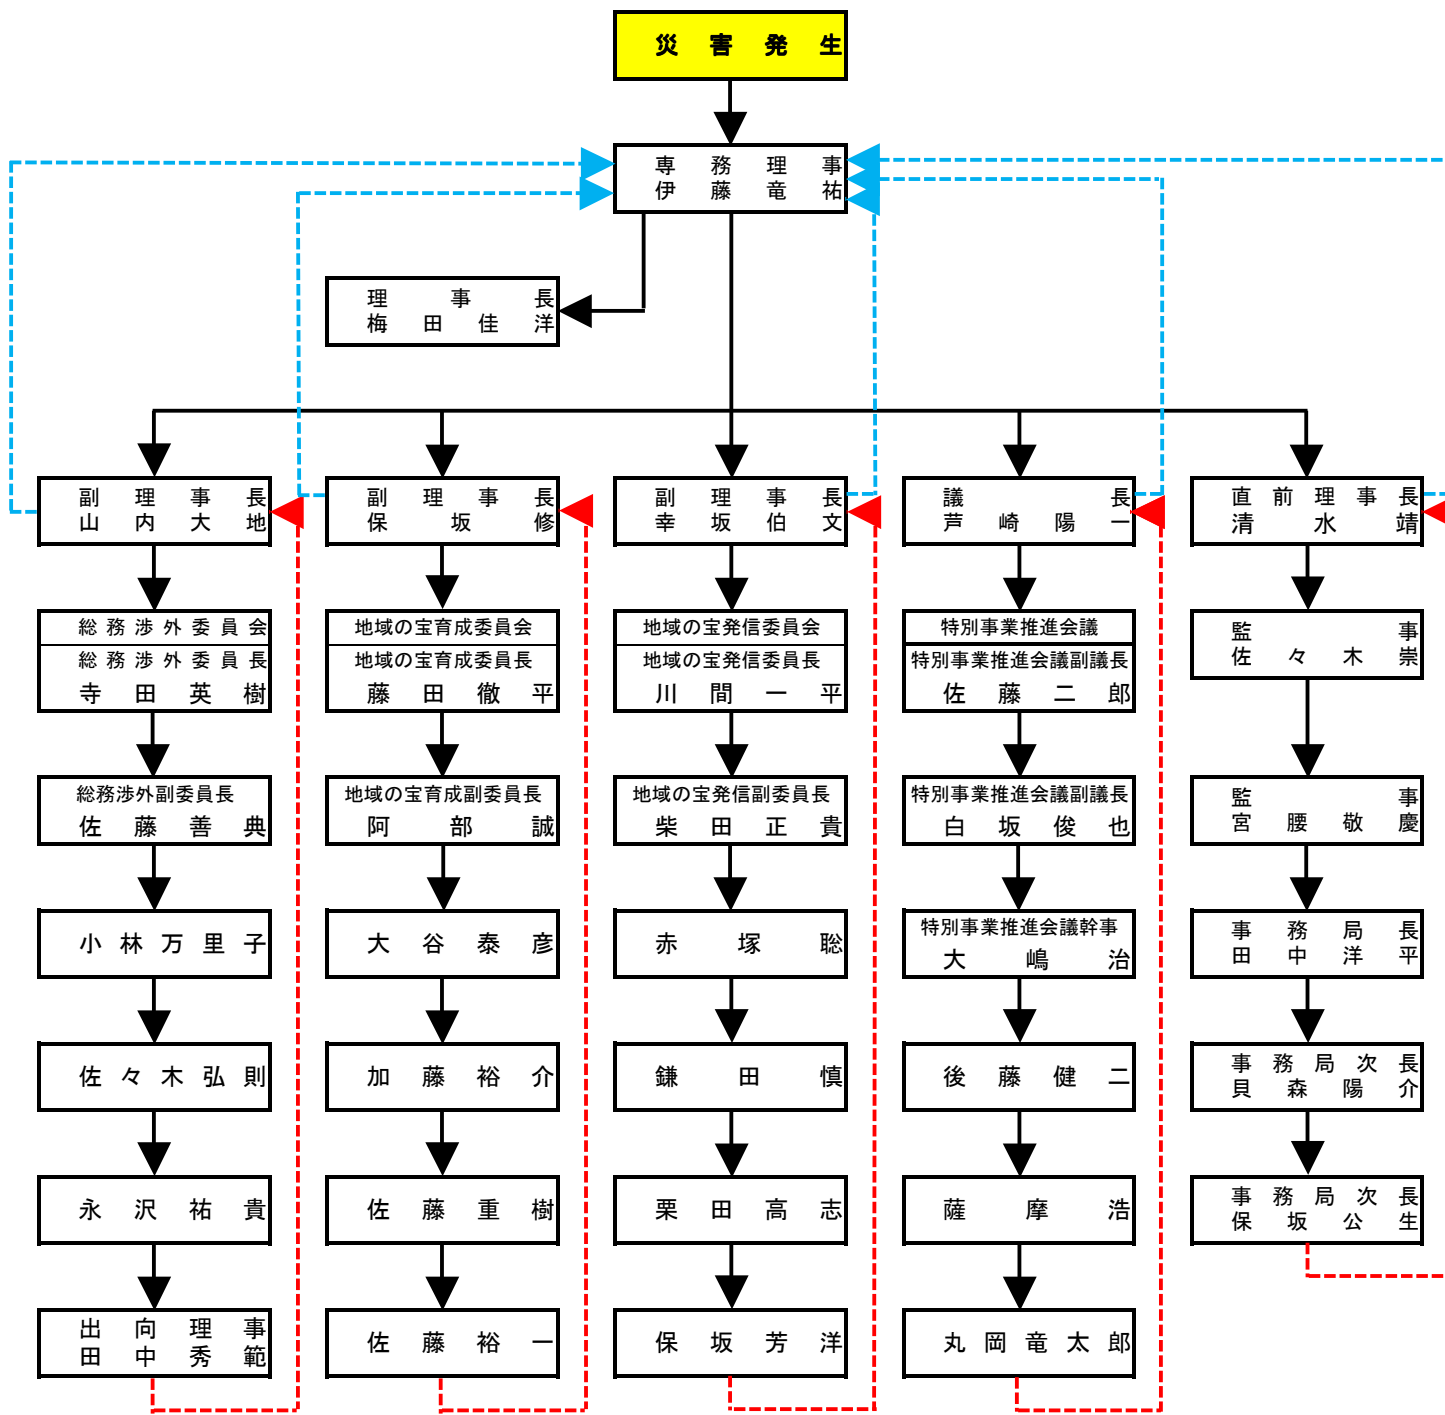 災害発生
専務理事
伊藤竜祐
理事長
梅田佳洋
副理事長
山内大地
総務渉外委員会
総務渉外委員長
寺田英樹
総務渉外副委員長
佐藤善典
小林万里子
佐々木弘則
永沢祐貴
出向理事
田中秀範
副理事長
保坂修
地域の宝育成委員会
地域の宝育成委員長
藤田徹平
地域の宝育成副委員長
阿部誠
大谷泰彦
加藤裕介
佐藤重樹
佐藤裕一
副理事長
幸坂伯文
地域の宝発信委員会
地域の宝発信委員長
川間一平
地域の宝発信副委員長
柴田正貴
赤塚聡
鎌田慎
栗田高志
保坂芳洋
議長
芦崎陽一
特別事業推進会議
特別事業推進会議副議長
佐藤二郎
特別事業推進会議副議長
白坂俊也
特別事業推進会議幹事
大嶋治
後藤健二
薩摩浩
丸岡竜太郎
直前理事長
清水靖
監事
佐々木崇
監事
宮腰敬慶
事務局長
田中洋平
事務局次長
貝森陽介
事務局次長
保坂公生